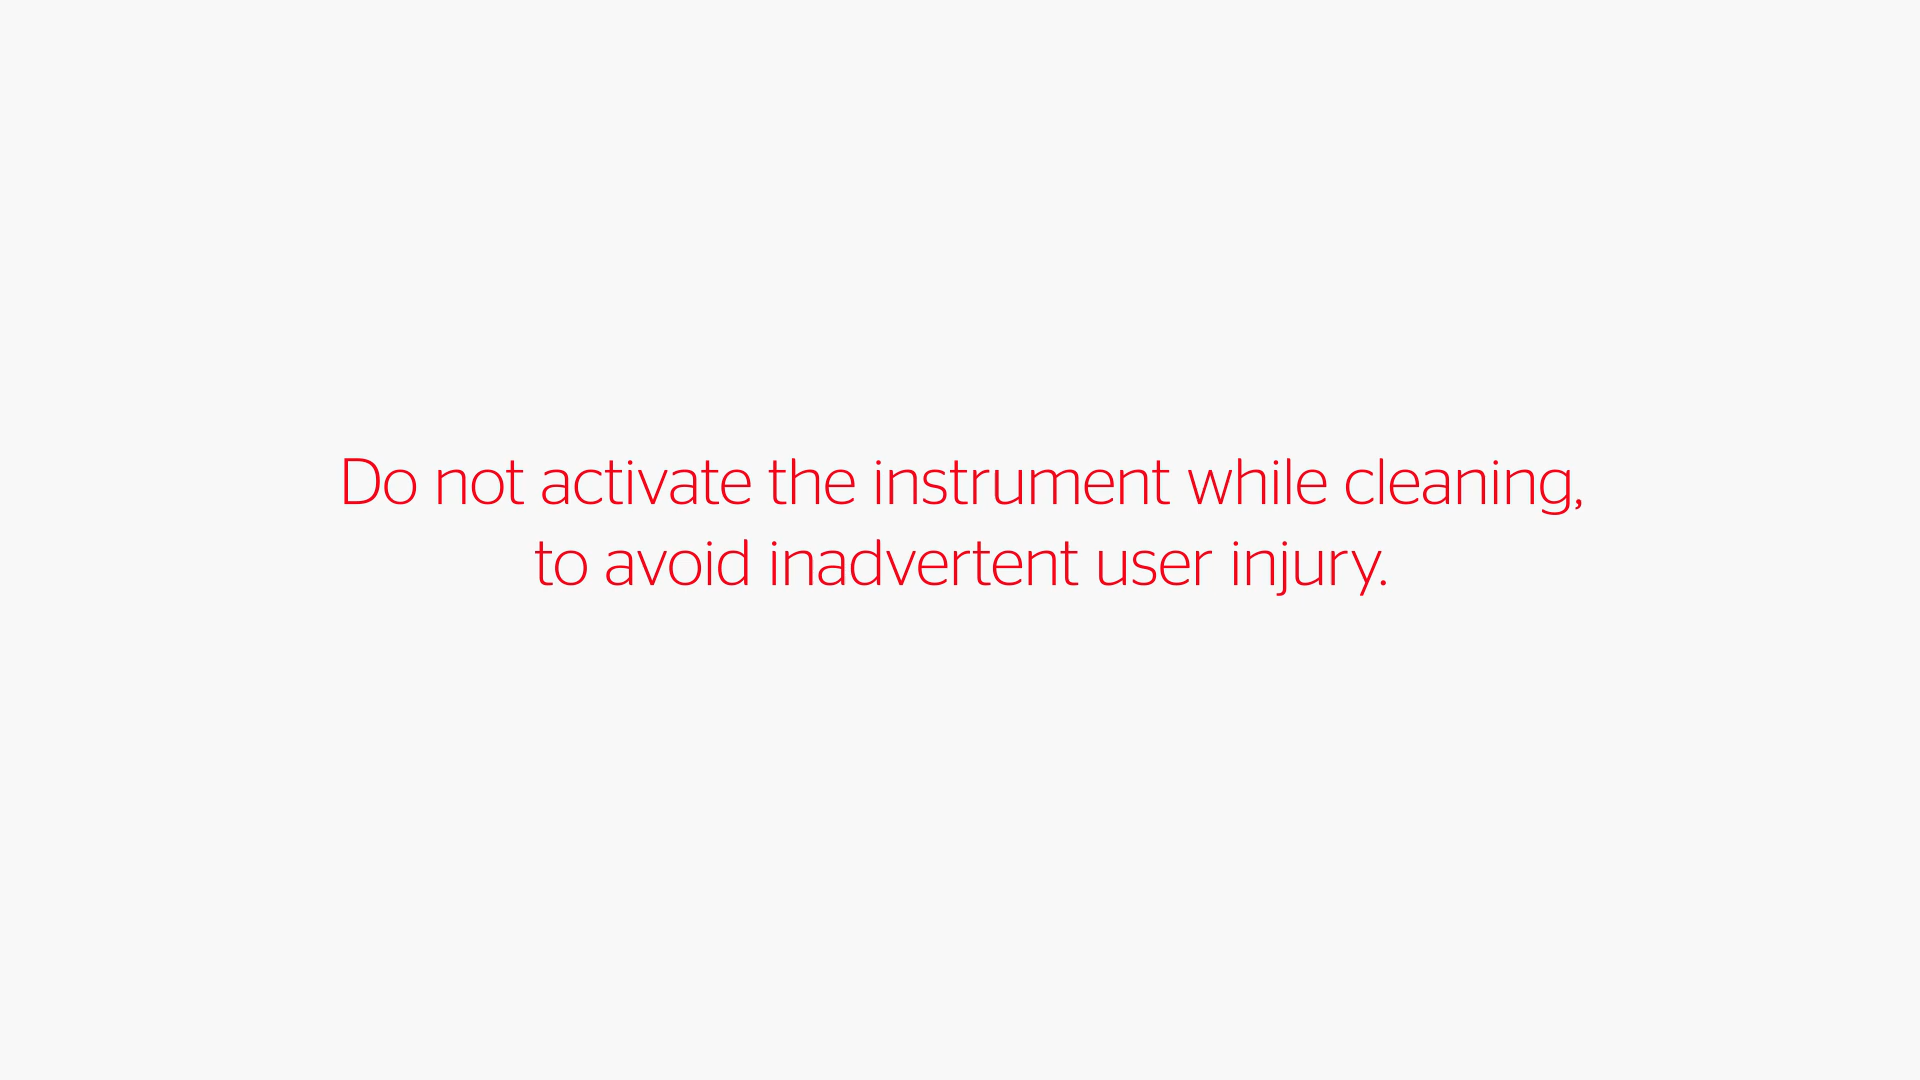 Do not activate the instrument while cleaning,
to avoid inadvertent user injury.